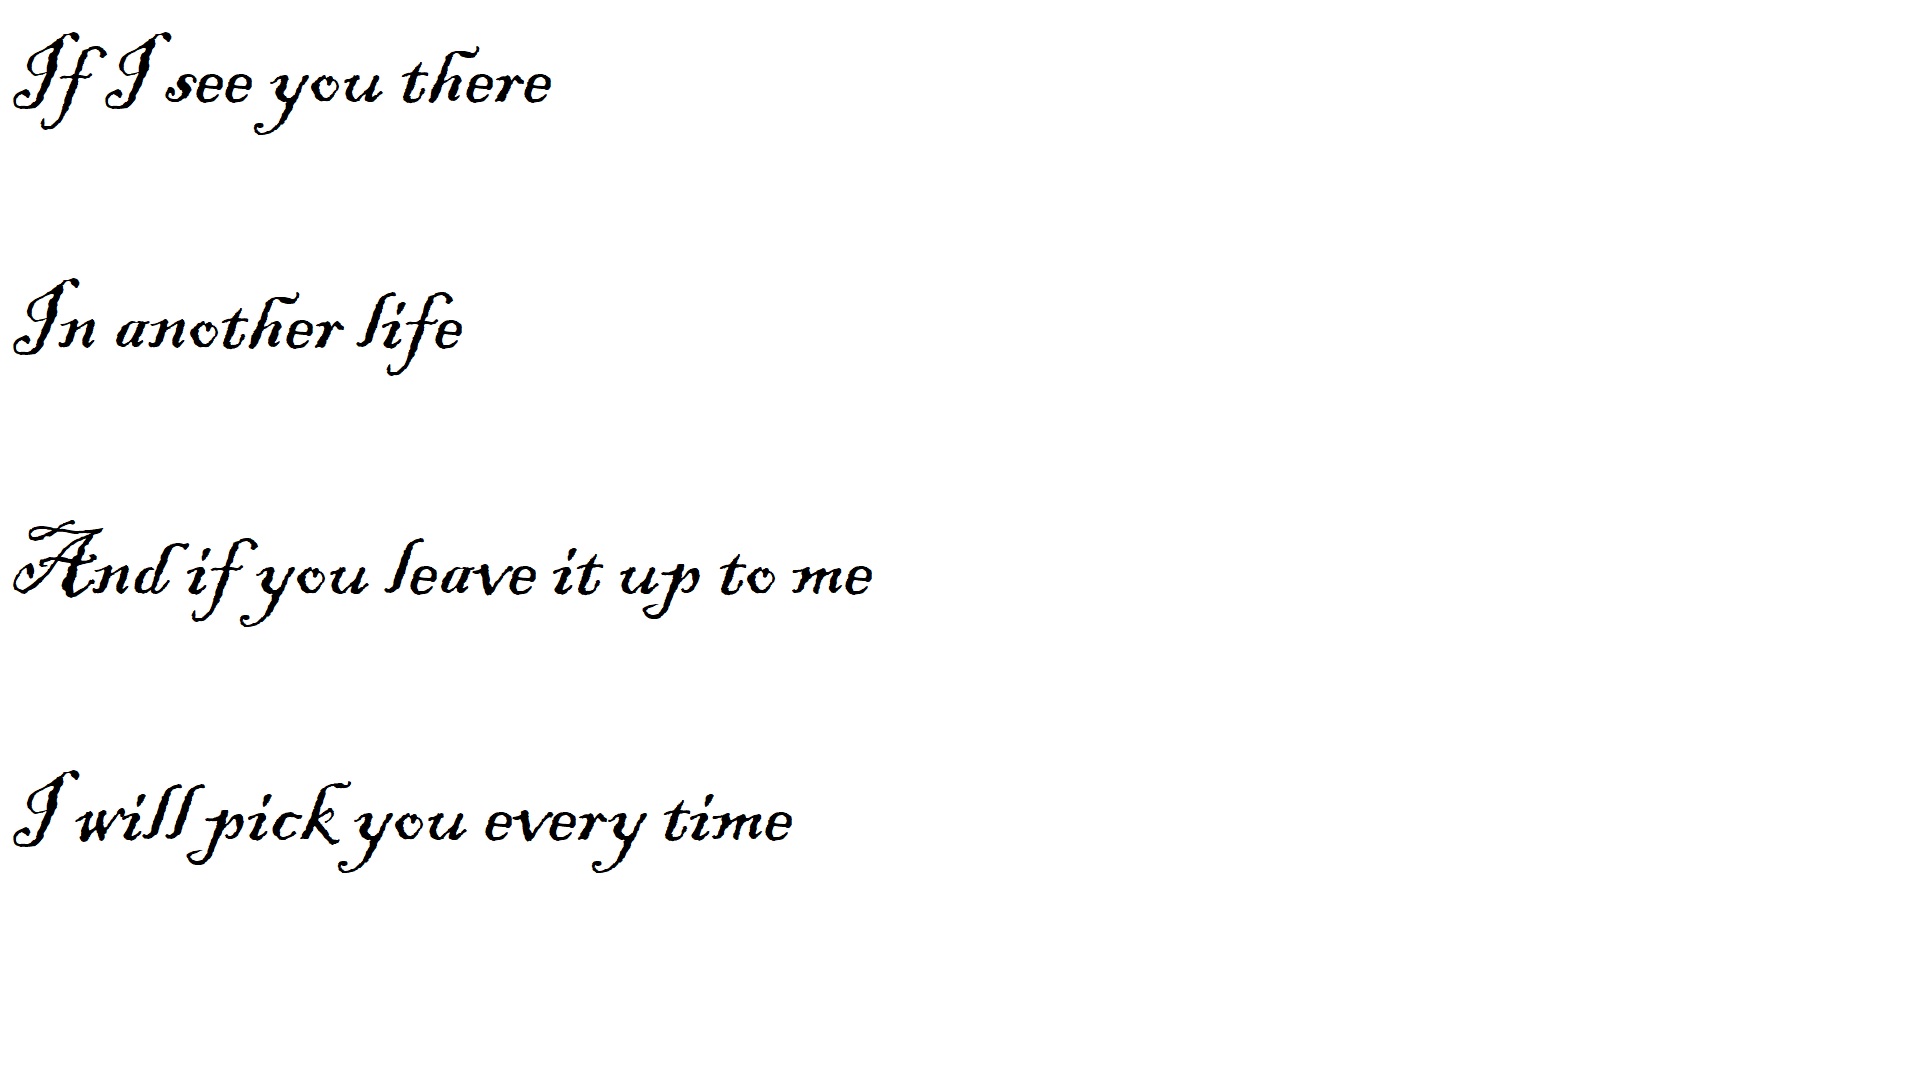 If I see you there
In another life
And if you leave it up to me
I will pick you every time